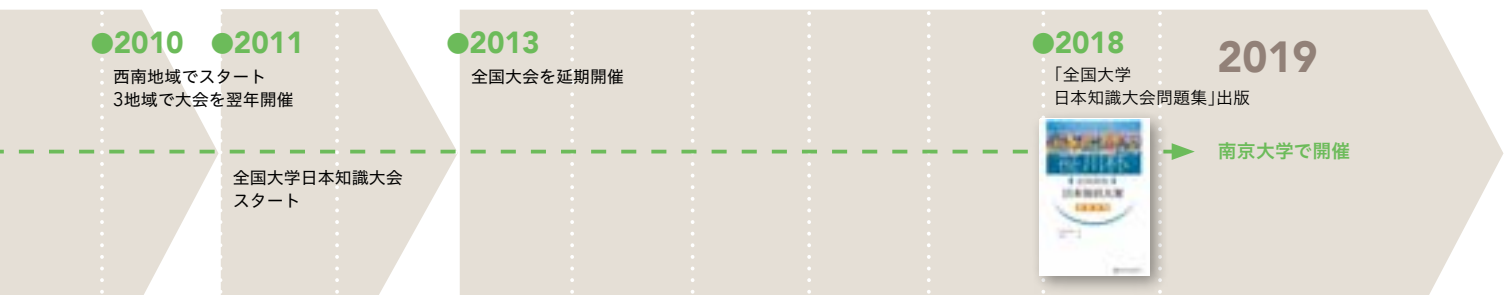 2010
西南地域でスタート
3地域で大会を翌年開催
2011
全国大学日本知識大会
スタート
2013
全国大会を延期開催
2018
「全国大学
日本知識大会問題集」出版
2019
南京大学で開催